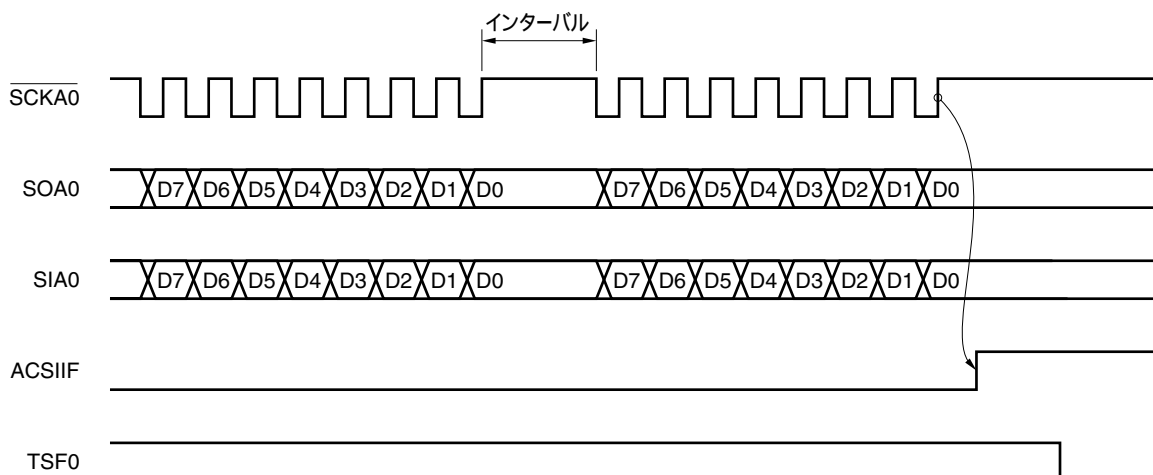 インターバル
SCKA0
SOA0 D7 D6 D5 D4 D3 D2 D1 D0 D7 D6 D5 D4 D3 D2 D1 D0
SIA0 D7 D6 D5 D4 D3 D2 D1 D0 D7 D6 D5 D4 D3 D2 D1 D0
ACSIIF
TSF0